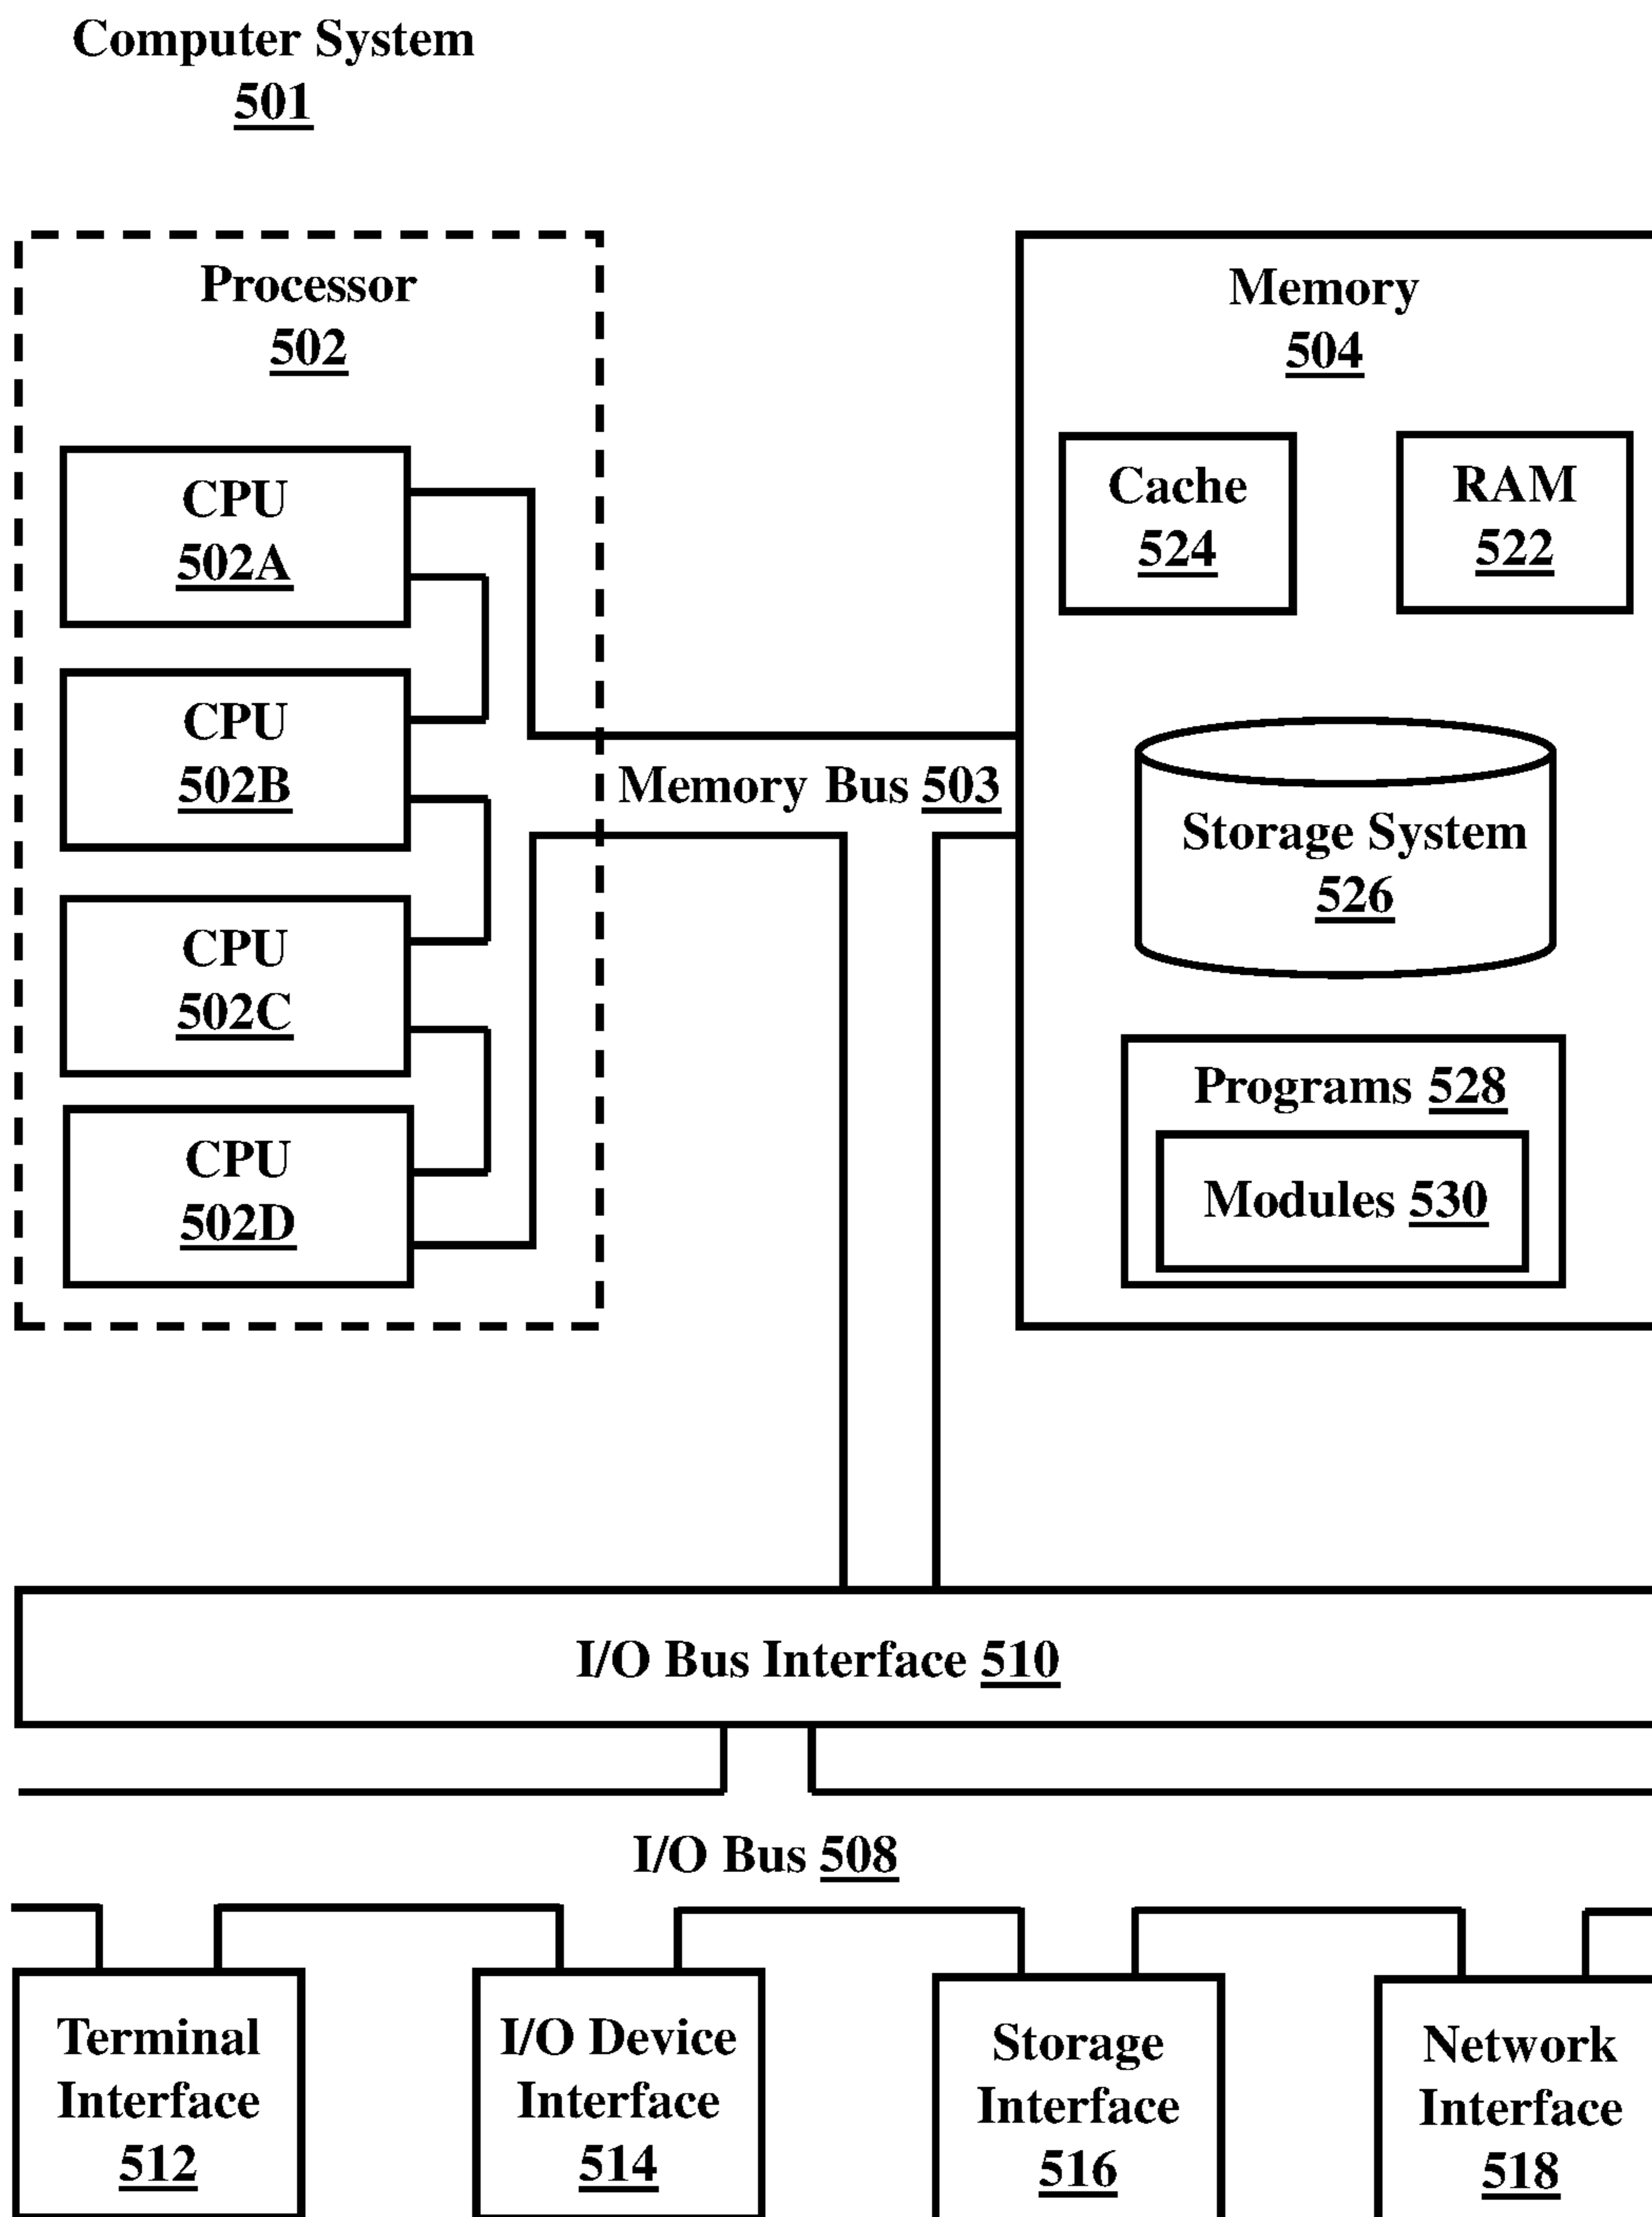 Computer System
501
Processor
502
CPU
502A
CPU
502B
CPU
502C
CPU
502D
Memory Bus 503
Memory
504
Cache
524
RAM
522
Storage System
526
Programs 528
Modules 530
I/O Bus Interface 510
I/O Bus 508
Terminal
Interface
512
I/O Device
Interface
514
Storage
Interface
516
Network
Interface
518